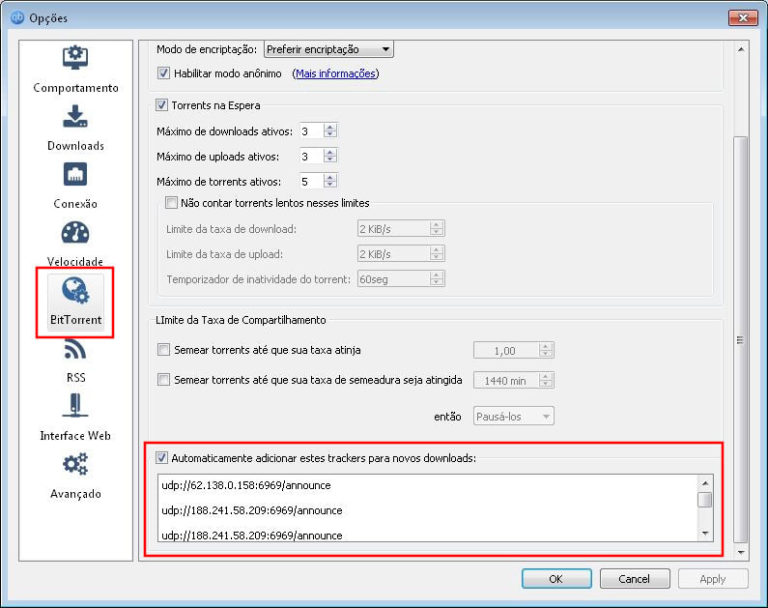 Opções
Comportamento
Downloads
Conexão
Velocidade
BitTorrent
RSS
Interface Web
Avançado
Modo de encriptação: Preferir encriptação
Habilitar modo anônimo (Mais informações)
Torrents na Espera
Máximo de downloads ativos: 3
Máximo de uploads ativos: 3
Máximo de torrents ativos: 5
Não contar torrents lentos nesses limites
Limite da taxa de download: 2 KiB/s
Limite da taxa de upload: 2 KiB/s
Temporizador de inatividade do torrent: 60seg
LImite da Taxa de Compartilhamento
Semear torrents até que sua taxa atinja 1,00
Semear torrents até que sua taxa de semeadura seja atingida 1440 min
então Pausá-los
Automaticamente adicionar estes trackers para novos downloads:
udp://62.138.0.158:6969/announce
udp://188.241.58.209:6969/announce
udp://188.241.58.209:6969/announce
OK Cancel Apply